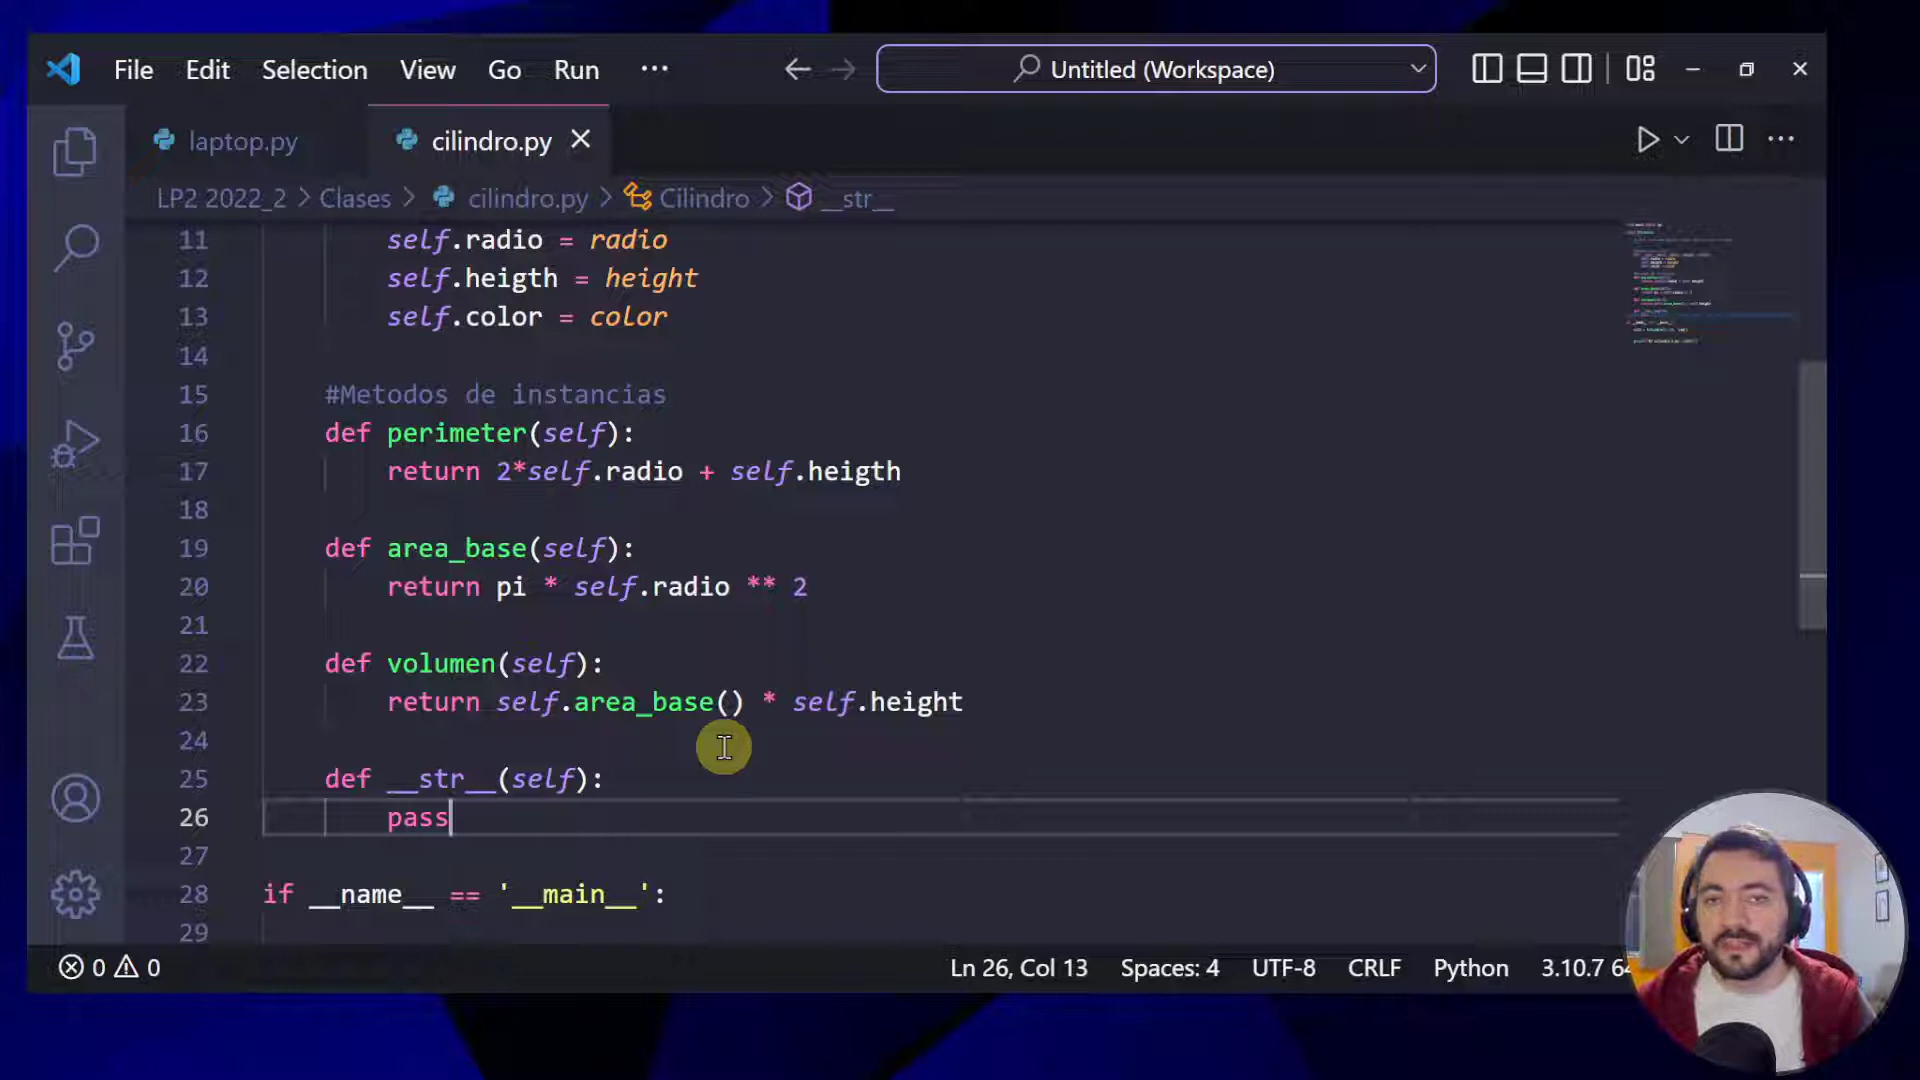 File Edit Selection View Go Run ··· Untitled (Workspace)
laptop.py cilindro.py
LP2 2022_2 > Clases > cilindro.py > Cilindro > __str__
11 self.radio = radio
12 self.heigth = height
13 self.color = color
14
15 #Metodos de instancias
16 def perimeter(self):
17 return 2*self.radio + self.heigth
18
19 def area_base(self):
20 return pi * self.radio ** 2
21
22 def volumen(self):
23 return self.area_base() * self.height
24
25 def __str__(self):
26 pass
27
28 if __name__ == '__main__':
29
0 0 Ln 26, Col 13 Spaces: 4 UTF-8 CRLF Python 3.10.7 64